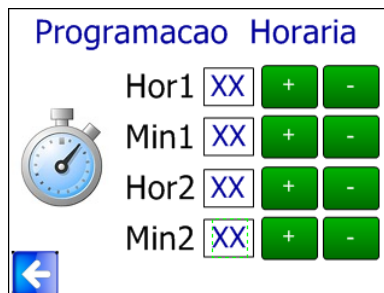 Programacao Horaria
Hor1 XX + -
Min1 XX + -
Hor2 XX + -
Min2 XX + -